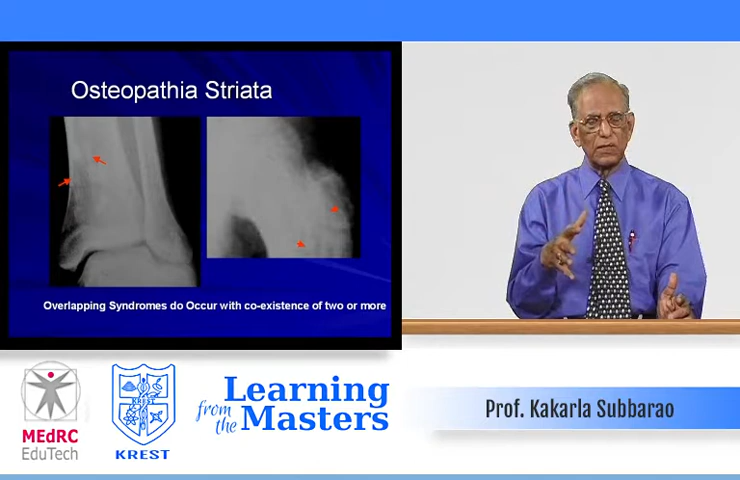 Osteopathia Striata
Overlapping Syndromes do Occur with co-existence of two or more
MEdRC
EduTech
KREST
KREST
Learning
from the Masters
Prof. Kakarla Subbarao